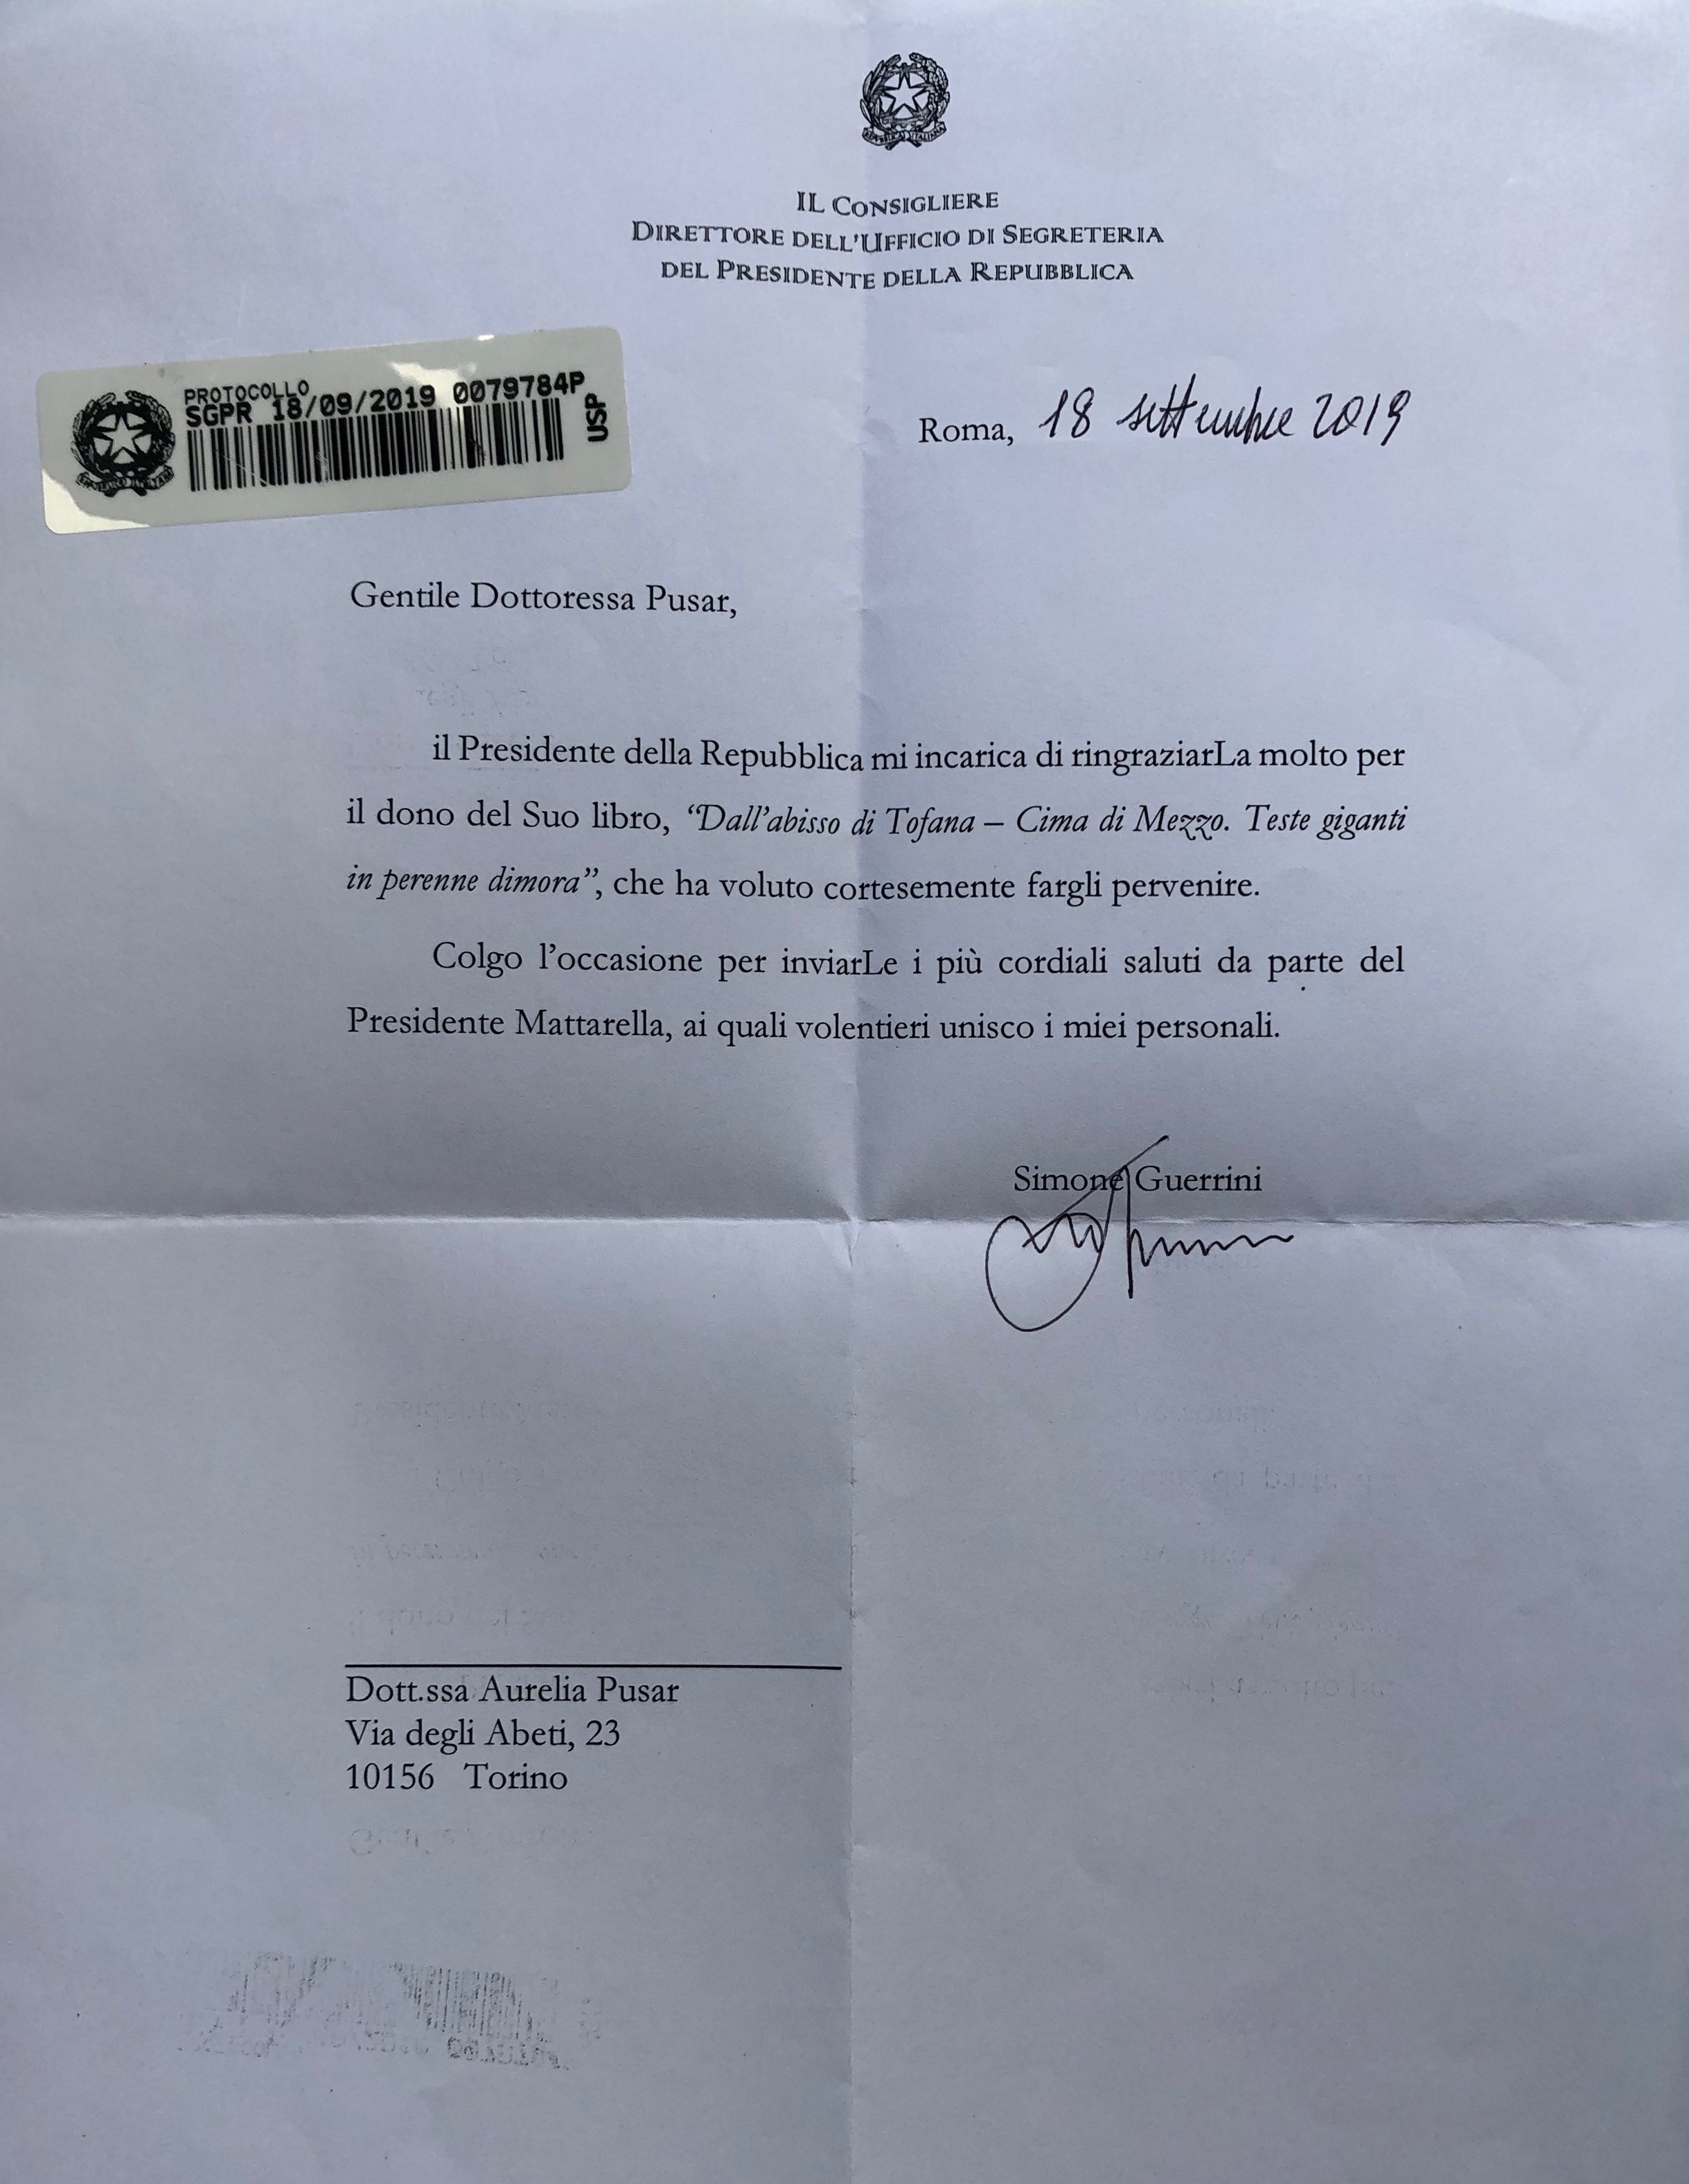 REPVBBLICA ITALIANA
IL CONSIGLIERE
DIRETTORE DELL'UFFICIO DI SEGRETERIA
DEL PRESIDENTE DELLA REPUBBLICA
PROTOCOLLO
SGPR 18/09/2019 0079784P
USP
Roma, 18 settembre 2019
Gentile Dottoressa Pusar,
il Presidente della Repubblica mi incarica di ringraziarLa molto per
il dono del Suo libro, “Dall’abisso di Tofana – Cima di Mezzo. Teste giganti
in perenne dimora”, che ha voluto cortesemente fargli pervenire.
Colgo l’occasione per inviarLe i più cordiali saluti da parte del
Presidente Mattarella, ai quali volentieri unisco i miei personali.
Simone Guerrini
Dott.ssa Aurelia Pusar
Via degli Abeti, 23
10156 Torino